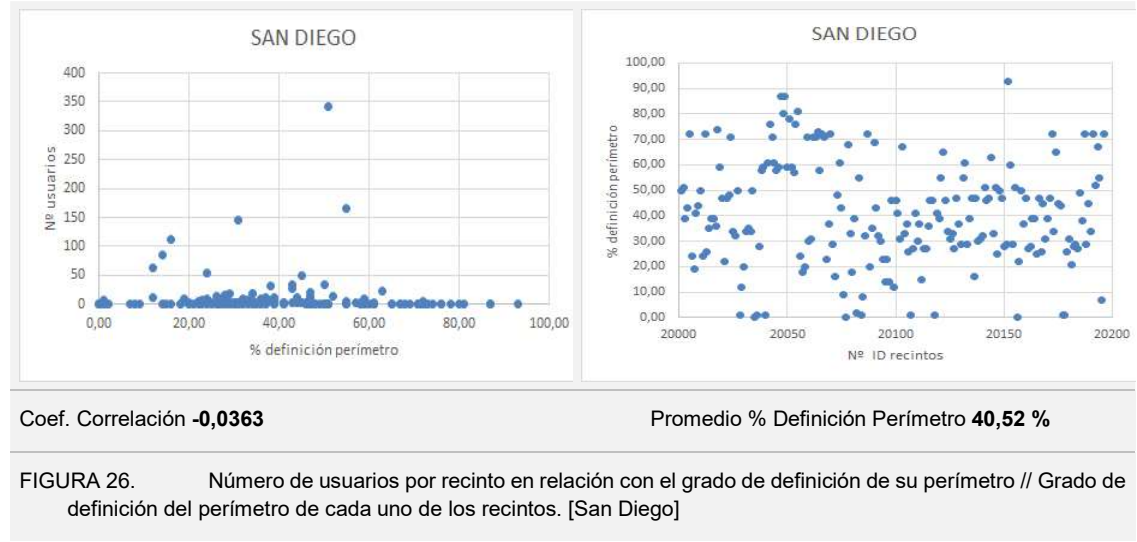 SAN DIEGO
400
350
300
250
200
150
100
50
0
Nº usuarios
0,00 20,00 40,00 60,00 80,00 100,00
% definición perímetro
SAN DIEGO
100,00
90,00
80,00
70,00
60,00
50,00
40,00
30,00
20,00
10,00
0,00
% definición perímetro
20000 20050 20100 20150 20200
Nº ID recintos
Coef. Correlación -0,0363
Promedio % Definición Perímetro 40,52 %
FIGURA 26. Número de usuarios por recinto en relación con el grado de definición de su perímetro // Grado de
definición del perímetro de cada uno de los recintos. [San Diego]